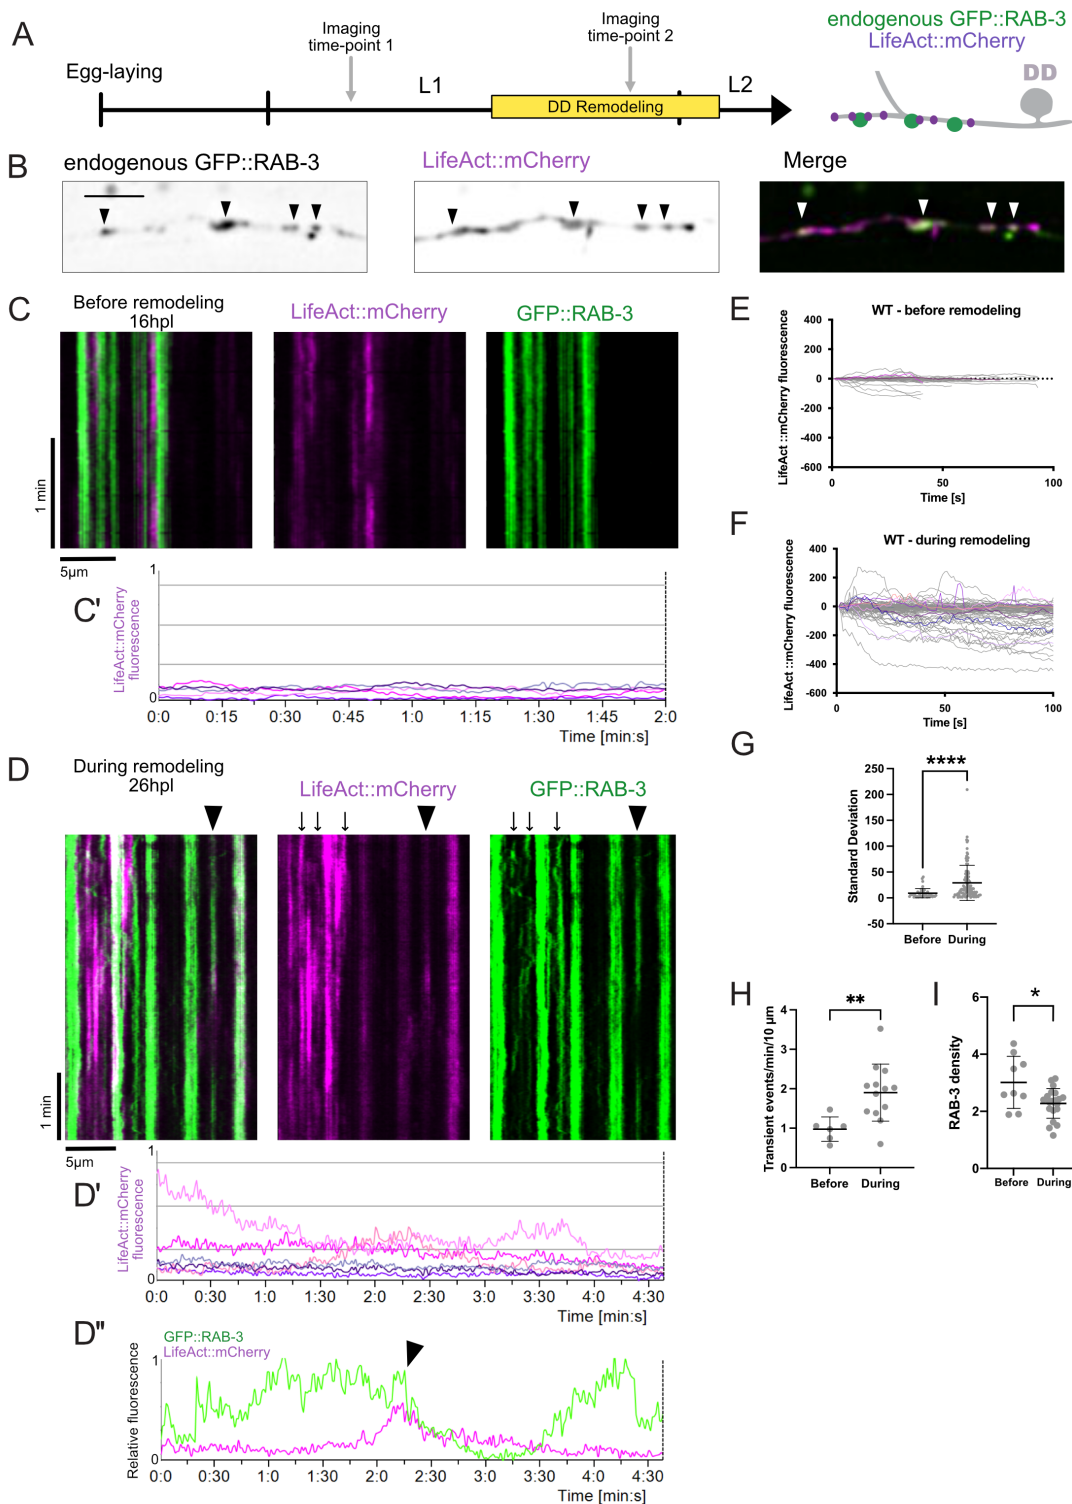 A
Egg-laying
Imaging
time-point 1
Imaging
time-point 2
L1
DD Remodeling
L2
endogenous GFP::RAB-3
LifeAct::mCherry
DD
B
endogenous GFP::RAB-3
LifeAct::mCherry
Merge
C
Before remodeling
16hpl
LifeAct::mCherry
GFP::RAB-3
1 min
5µm
C'
LifeAct::mCherry
fluorescence
1
0
0:0
0:15
0:30
0:45
1:0
1:15
1:30
1:45
2:0
Time [min:s]
D
During remodeling
26hpl
LifeAct::mCherry
GFP::RAB-3
1 min
5µm
D'
LifeAct::mCherry
fluorescence
1
0
0:0
0:30
1:0
1:30
2:0
2:30
3:0
3:30
4:0
4:30
Time [min:s]
D"
GFP::RAB-3
LifeAct::mCherry
Relative fluorescence
1
0
0:0
0:30
1:0
1:30
2:0
2:30
3:0
3:30
4:0
4:30
Time [min:s]
E
WT - before remodeling
LifeAct ::mCherry fluorescence
400
200
0
-200
-400
-600
0
50
100
Time [s]
F
WT - during remodeling
LifeAct ::mCherry fluorescence
400
200
0
-200
-400
-600
0
50
100
Time [s]
G
****
Standard Deviation
250
200
150
100
50
0
-50
Before
During
H
**
Transient events/min/10 µm
4
3
2
1
0
Before
During
I
*
RAB-3 density
6
4
2
0
Before
During